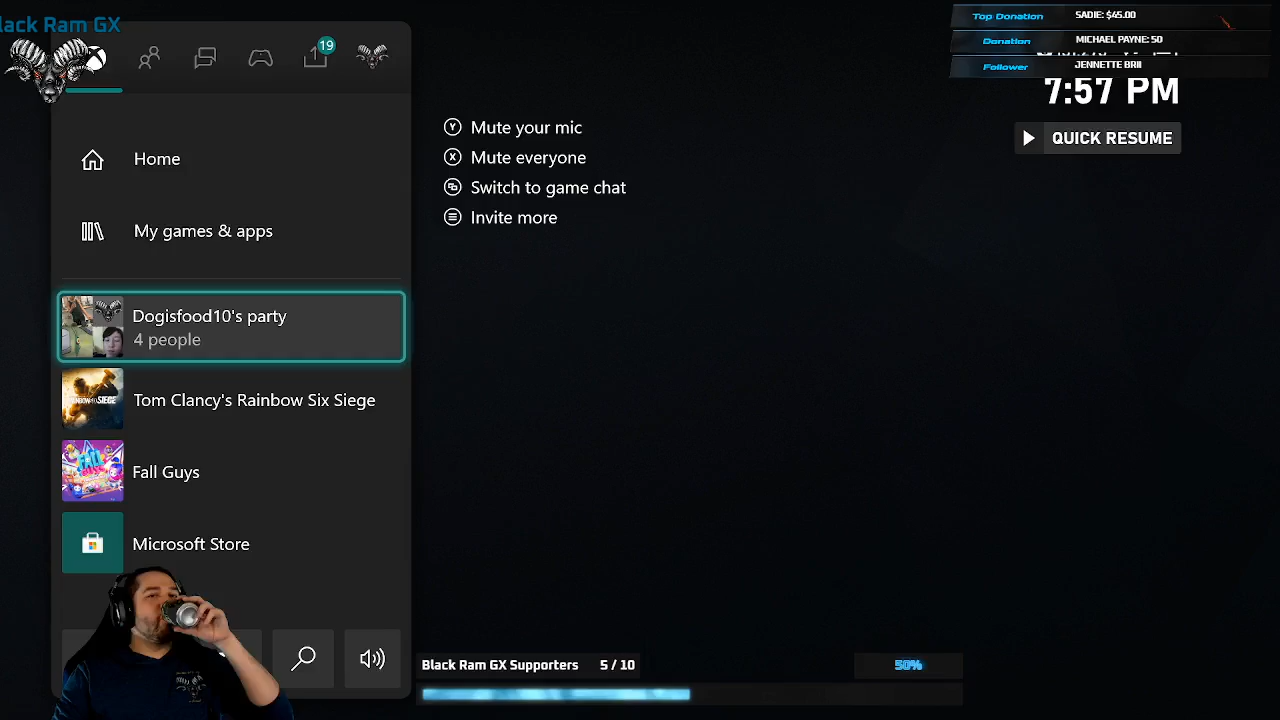 Black Ram GX
19
Home
My games & apps
Dogisfood10's party
4 people
Tom Clancy's Rainbow Six Siege
Fall Guys
Microsoft Store
Y Mute your mic
X Mute everyone
Switch to game chat
Invite more
Top Donation SADIE: $45.00
Donation MICHAEL PAYNE: 50
Follower JENNETTE BRII
7:57 PM
QUICK RESUME
Black Ram GX Supporters 5 / 10
50%